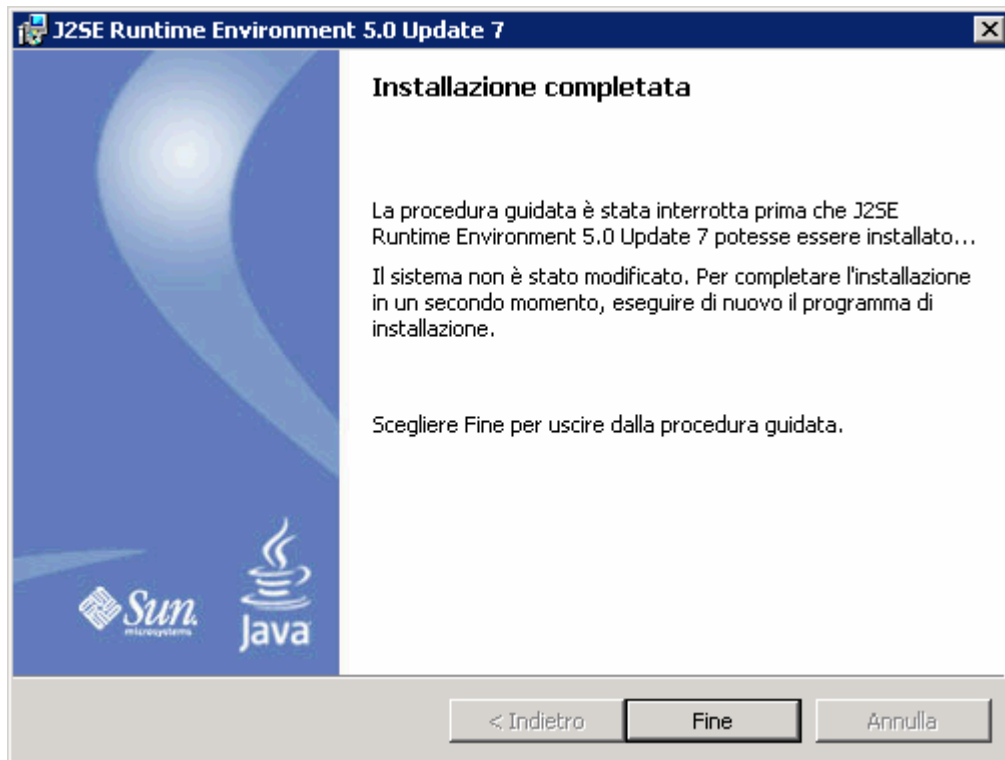 J2SE Runtime Environment 5.0 Update 7
Installazione completata
La procedura guidata è stata interrotta prima che J2SE
Runtime Environment 5.0 Update 7 potesse essere installato...
Il sistema non è stato modificato. Per completare l'installazione
in un secondo momento, eseguire di nuovo il programma di
installazione.
Scegliere Fine per uscire dalla procedura guidata.
Sun.
microsystems
Java
< Indietro
Fine
Annulla